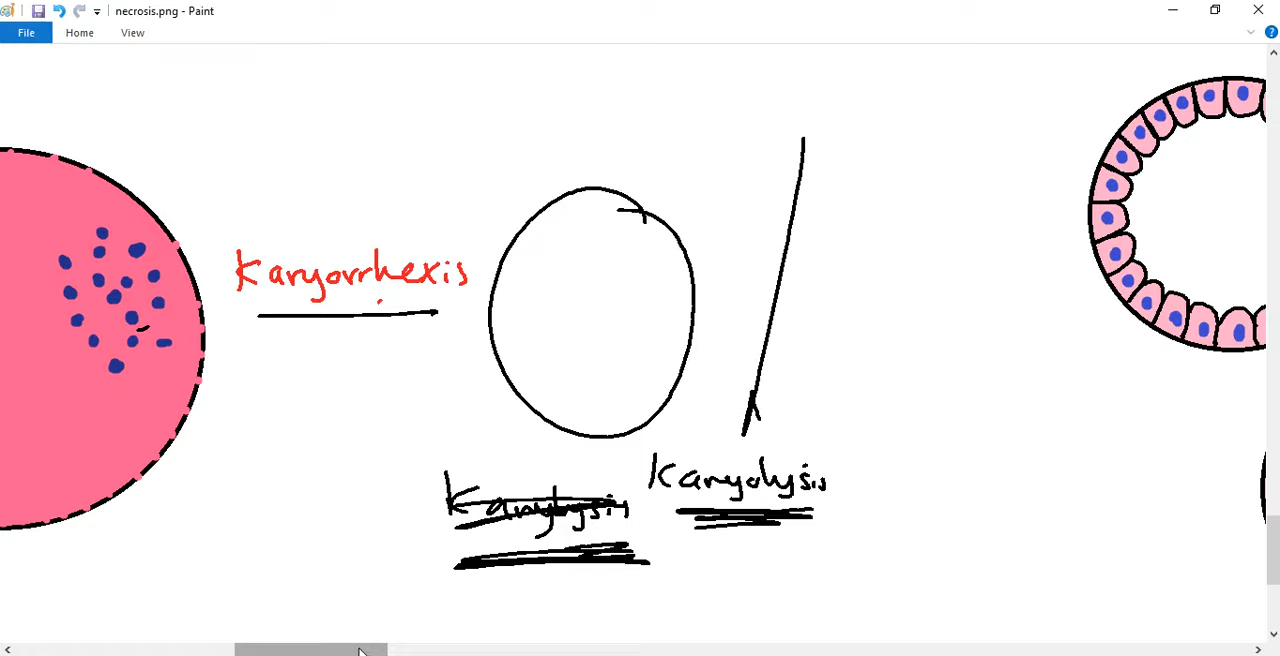 necrosis.png - Paint
File Home View
Karyorrhexis
Karyolysis